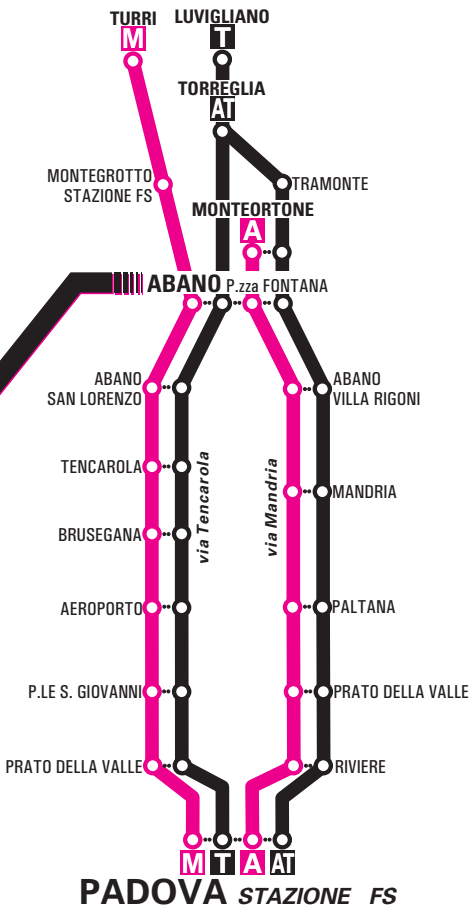 TURRI
M
LUVIGLIANO
T
TORREGLIA
AT
MONTEGROTTO
STAZIONE FS
TRAMONTE
MONTEORTONE
A
ABANO P.zza FONTANA
ABANO
SAN LORENZO
ABANO
VILLA RIGONI
TENCAROLA
via Tencarola
via Mandria
MANDRIA
BRUSEGANA
AEROPORTO
PALTANA
P.LE S. GIOVANNI
PRATO DELLA VALLE
PRATO DELLA VALLE
RIVIERE
M T A AT
PADOVA STAZIONE FS